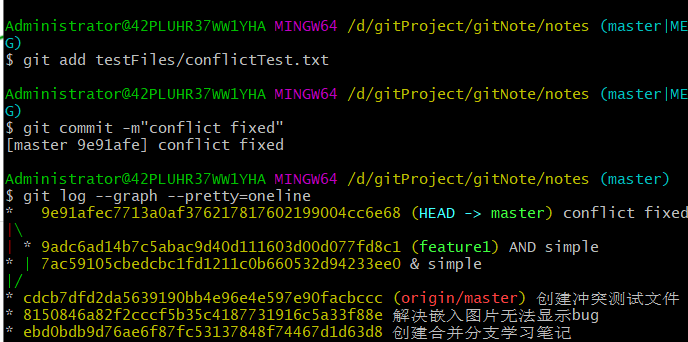 Administrator@42PLUHR37WW1YHA MINGW64 /d/gitProject/gitNote/notes (master|ME
G)
$ git add testFiles/conflictTest.txt
Administrator@42PLUHR37WW1YHA MINGW64 /d/gitProject/gitNote/notes (master|ME
G)
$ git commit -m"conflict fixed"
[master 9e91afe] conflict fixed
Administrator@42PLUHR37WW1YHA MINGW64 /d/gitProject/gitNote/notes (master)
$ git log --graph --pretty=oneline
*   9e91afec7713a0af376217817602199004cc6e68 (HEAD -> master) conflict fixed
|\
| * 9adc6ad14b7c5abac9d40d111603d00d077fd8c1 (feature1) AND simple
* | 7ac59105cbedcbc1fd1211c0b660532d94233ee0 & simple
|/
* cdcb7dfd2da5639190bb4e96e4e597e90facbccc (origin/master) 创建冲突测试文件
* 8150846a82f2cccf5b35c4187731916c5a33f88e 解决嵌入图片无法显示bug
* ebd0bdb9d76ae6f87fc53137848f74467d1d63d8 创建合并分支学习笔记